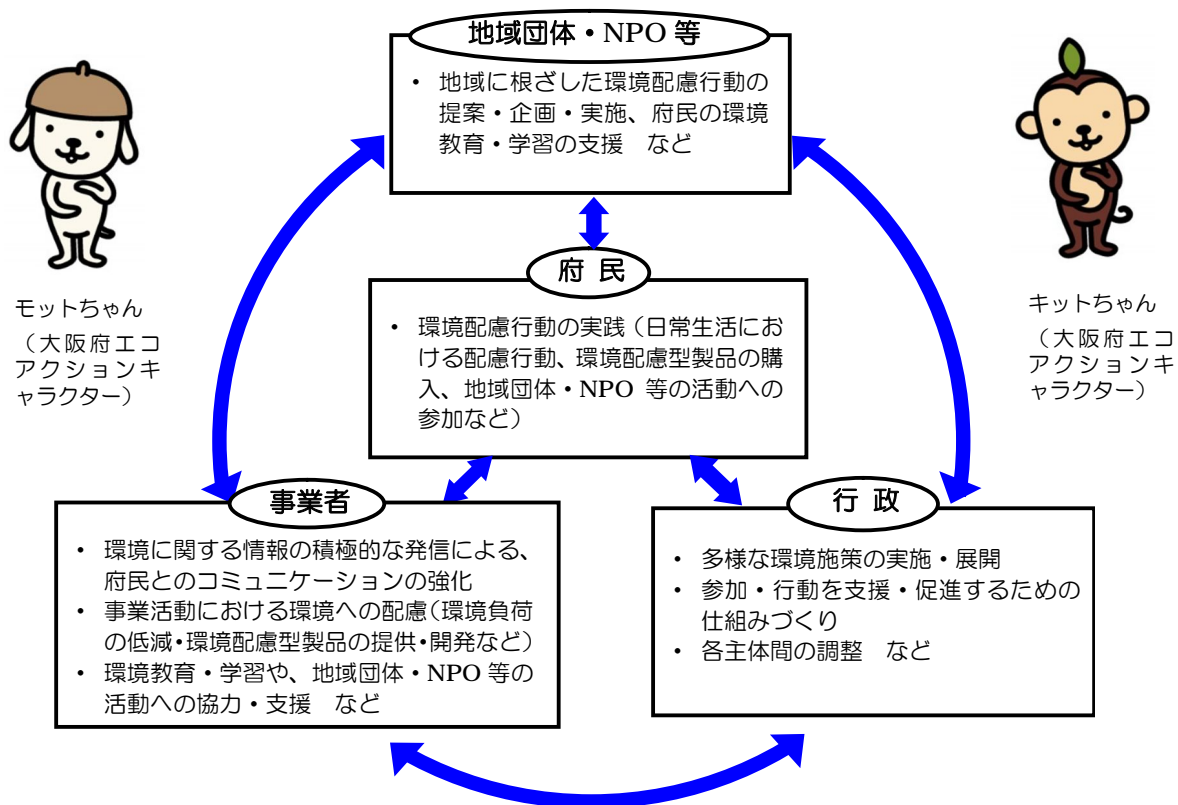 地域団体・NPO 等
・ 地域に根ざした環境配慮行動の
提案・企画・実施、府民の環境
教育・学習の支援　など
府 民
・ 環境配慮行動の実践（日常生活にお
ける配慮行動、環境配慮型製品の購
入、地域団体・NPO 等の活動への
参加など）
モットちゃん
（大阪府エコ
アクションキ
ャラクター）
キットちゃん
（大阪府エコ
アクションキ
ャラクター）
事業者
・ 環境に関する情報の積極的な発信による、
府民とのコミュニケーションの強化
・ 事業活動における環境への配慮（環境負荷
の低減・環境配慮型製品の提供・開発など）
・ 環境教育・学習や、地域団体・NPO 等の
活動への協力・支援　など
行 政
・ 多様な環境施策の実施・展開
・ 参加・行動を支援・促進するための
仕組みづくり
・ 各主体間の調整　など